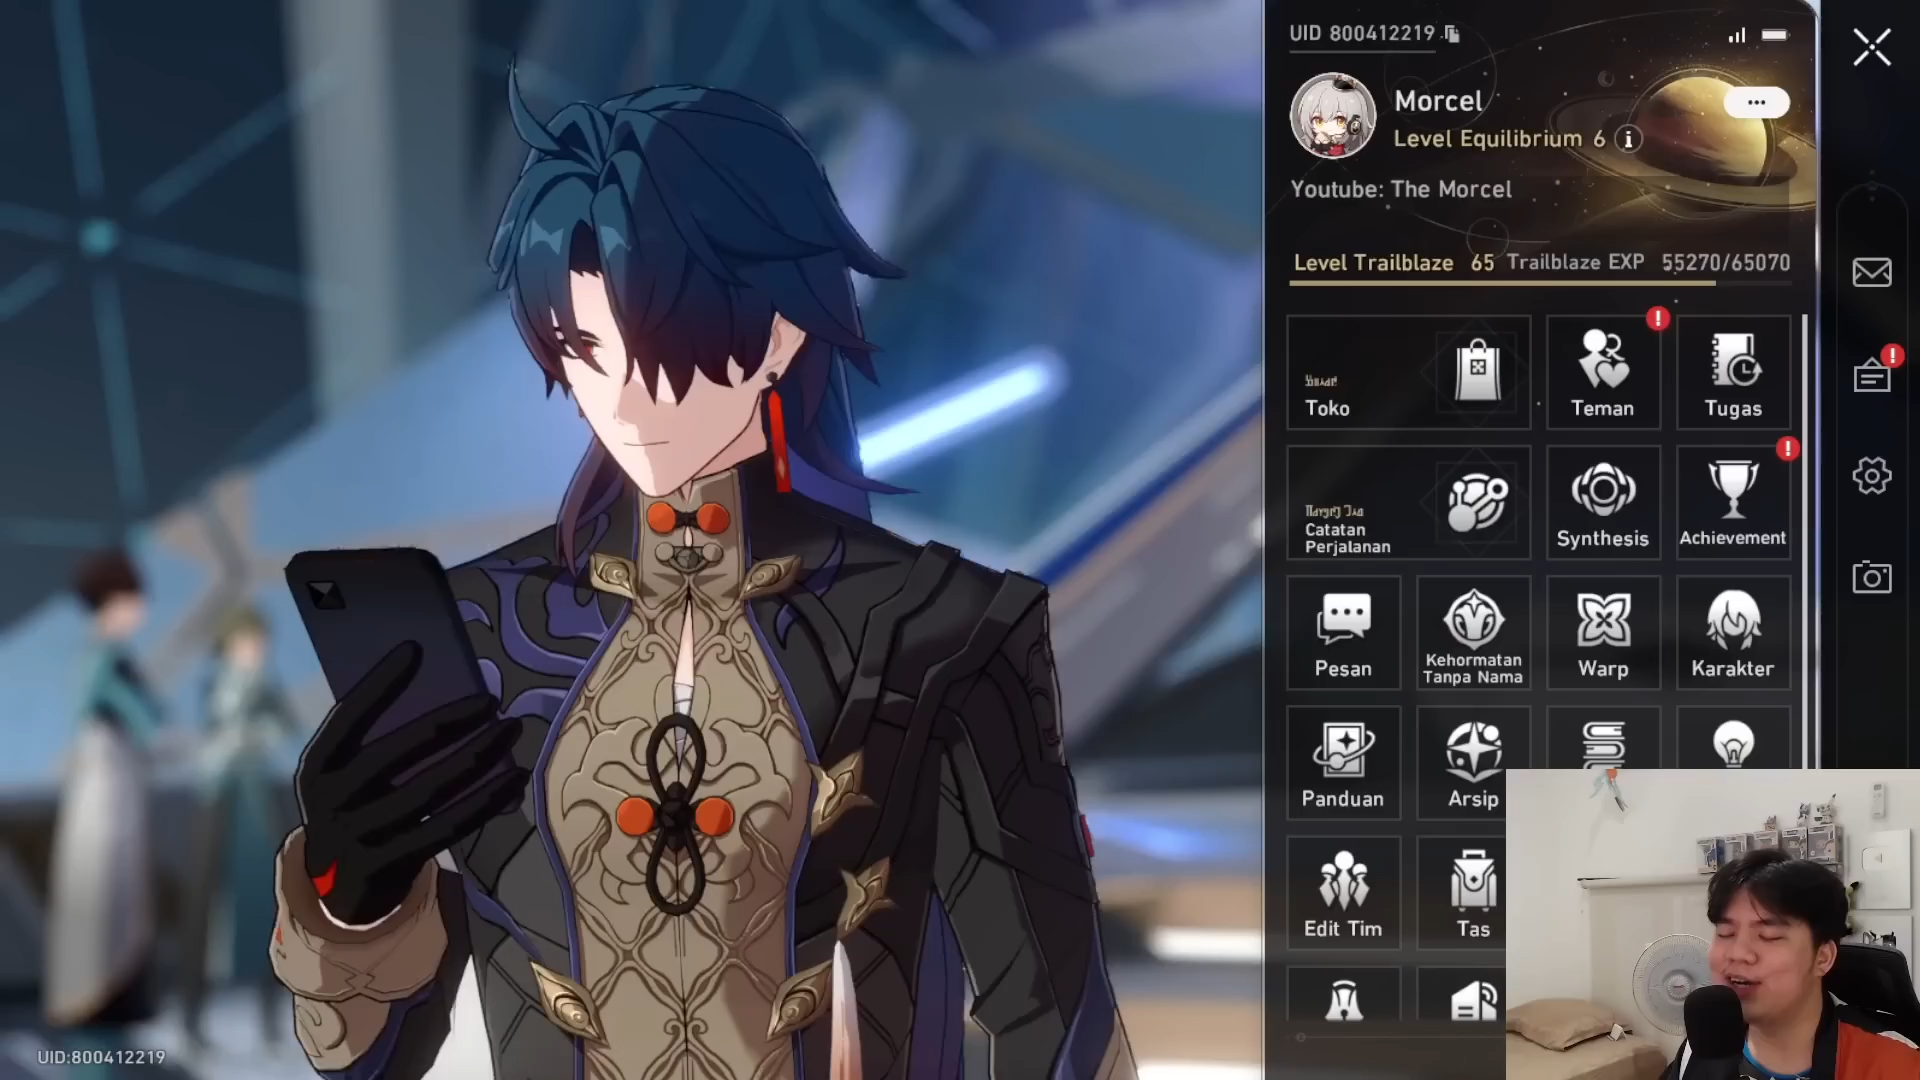 UID 800412219
Morcel
Level Equilibrium 6
Youtube: The Morcel
Level Trailblaze 65 Trailblaze EXP 55270/65070
Toko
Teman
Tugas
Catatan
Perjalanan
Synthesis
Achievement
Pesan
Kehormatan
Tanpa Nama
Warp
Karakter
Panduan
Arsip
Edit Tim
Tas
UID:800412219